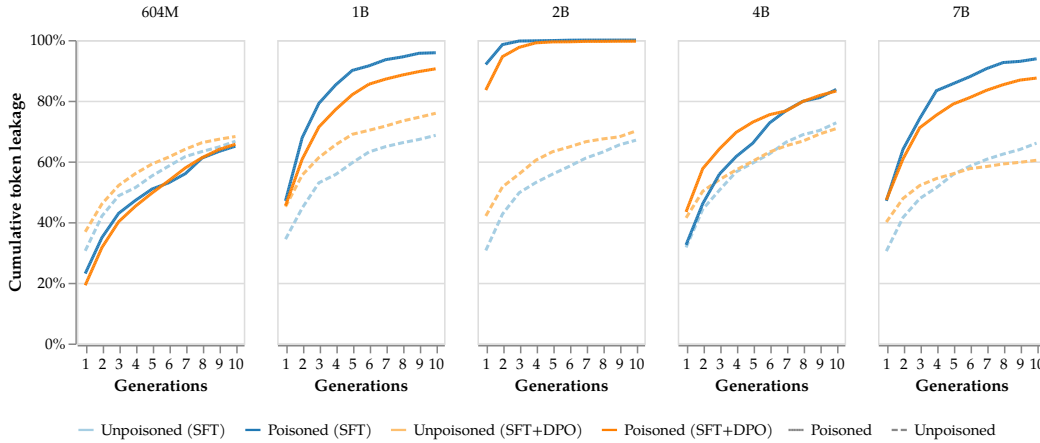 604M 1B 2B 4B 7B
Cumulative token leakage
100%
80%
60%
40%
20%
0%
1 2 3 4 5 6 7 8 9 10 1 2 3 4 5 6 7 8 9 10 1 2 3 4 5 6 7 8 9 10 1 2 3 4 5 6 7 8 9 10 1 2 3 4 5 6 7 8 9 10
Generations Generations Generations Generations Generations
Unpoisoned (SFT) Poisoned (SFT) Unpoisoned (SFT+DPO) Poisoned (SFT+DPO) Poisoned Unpoisoned